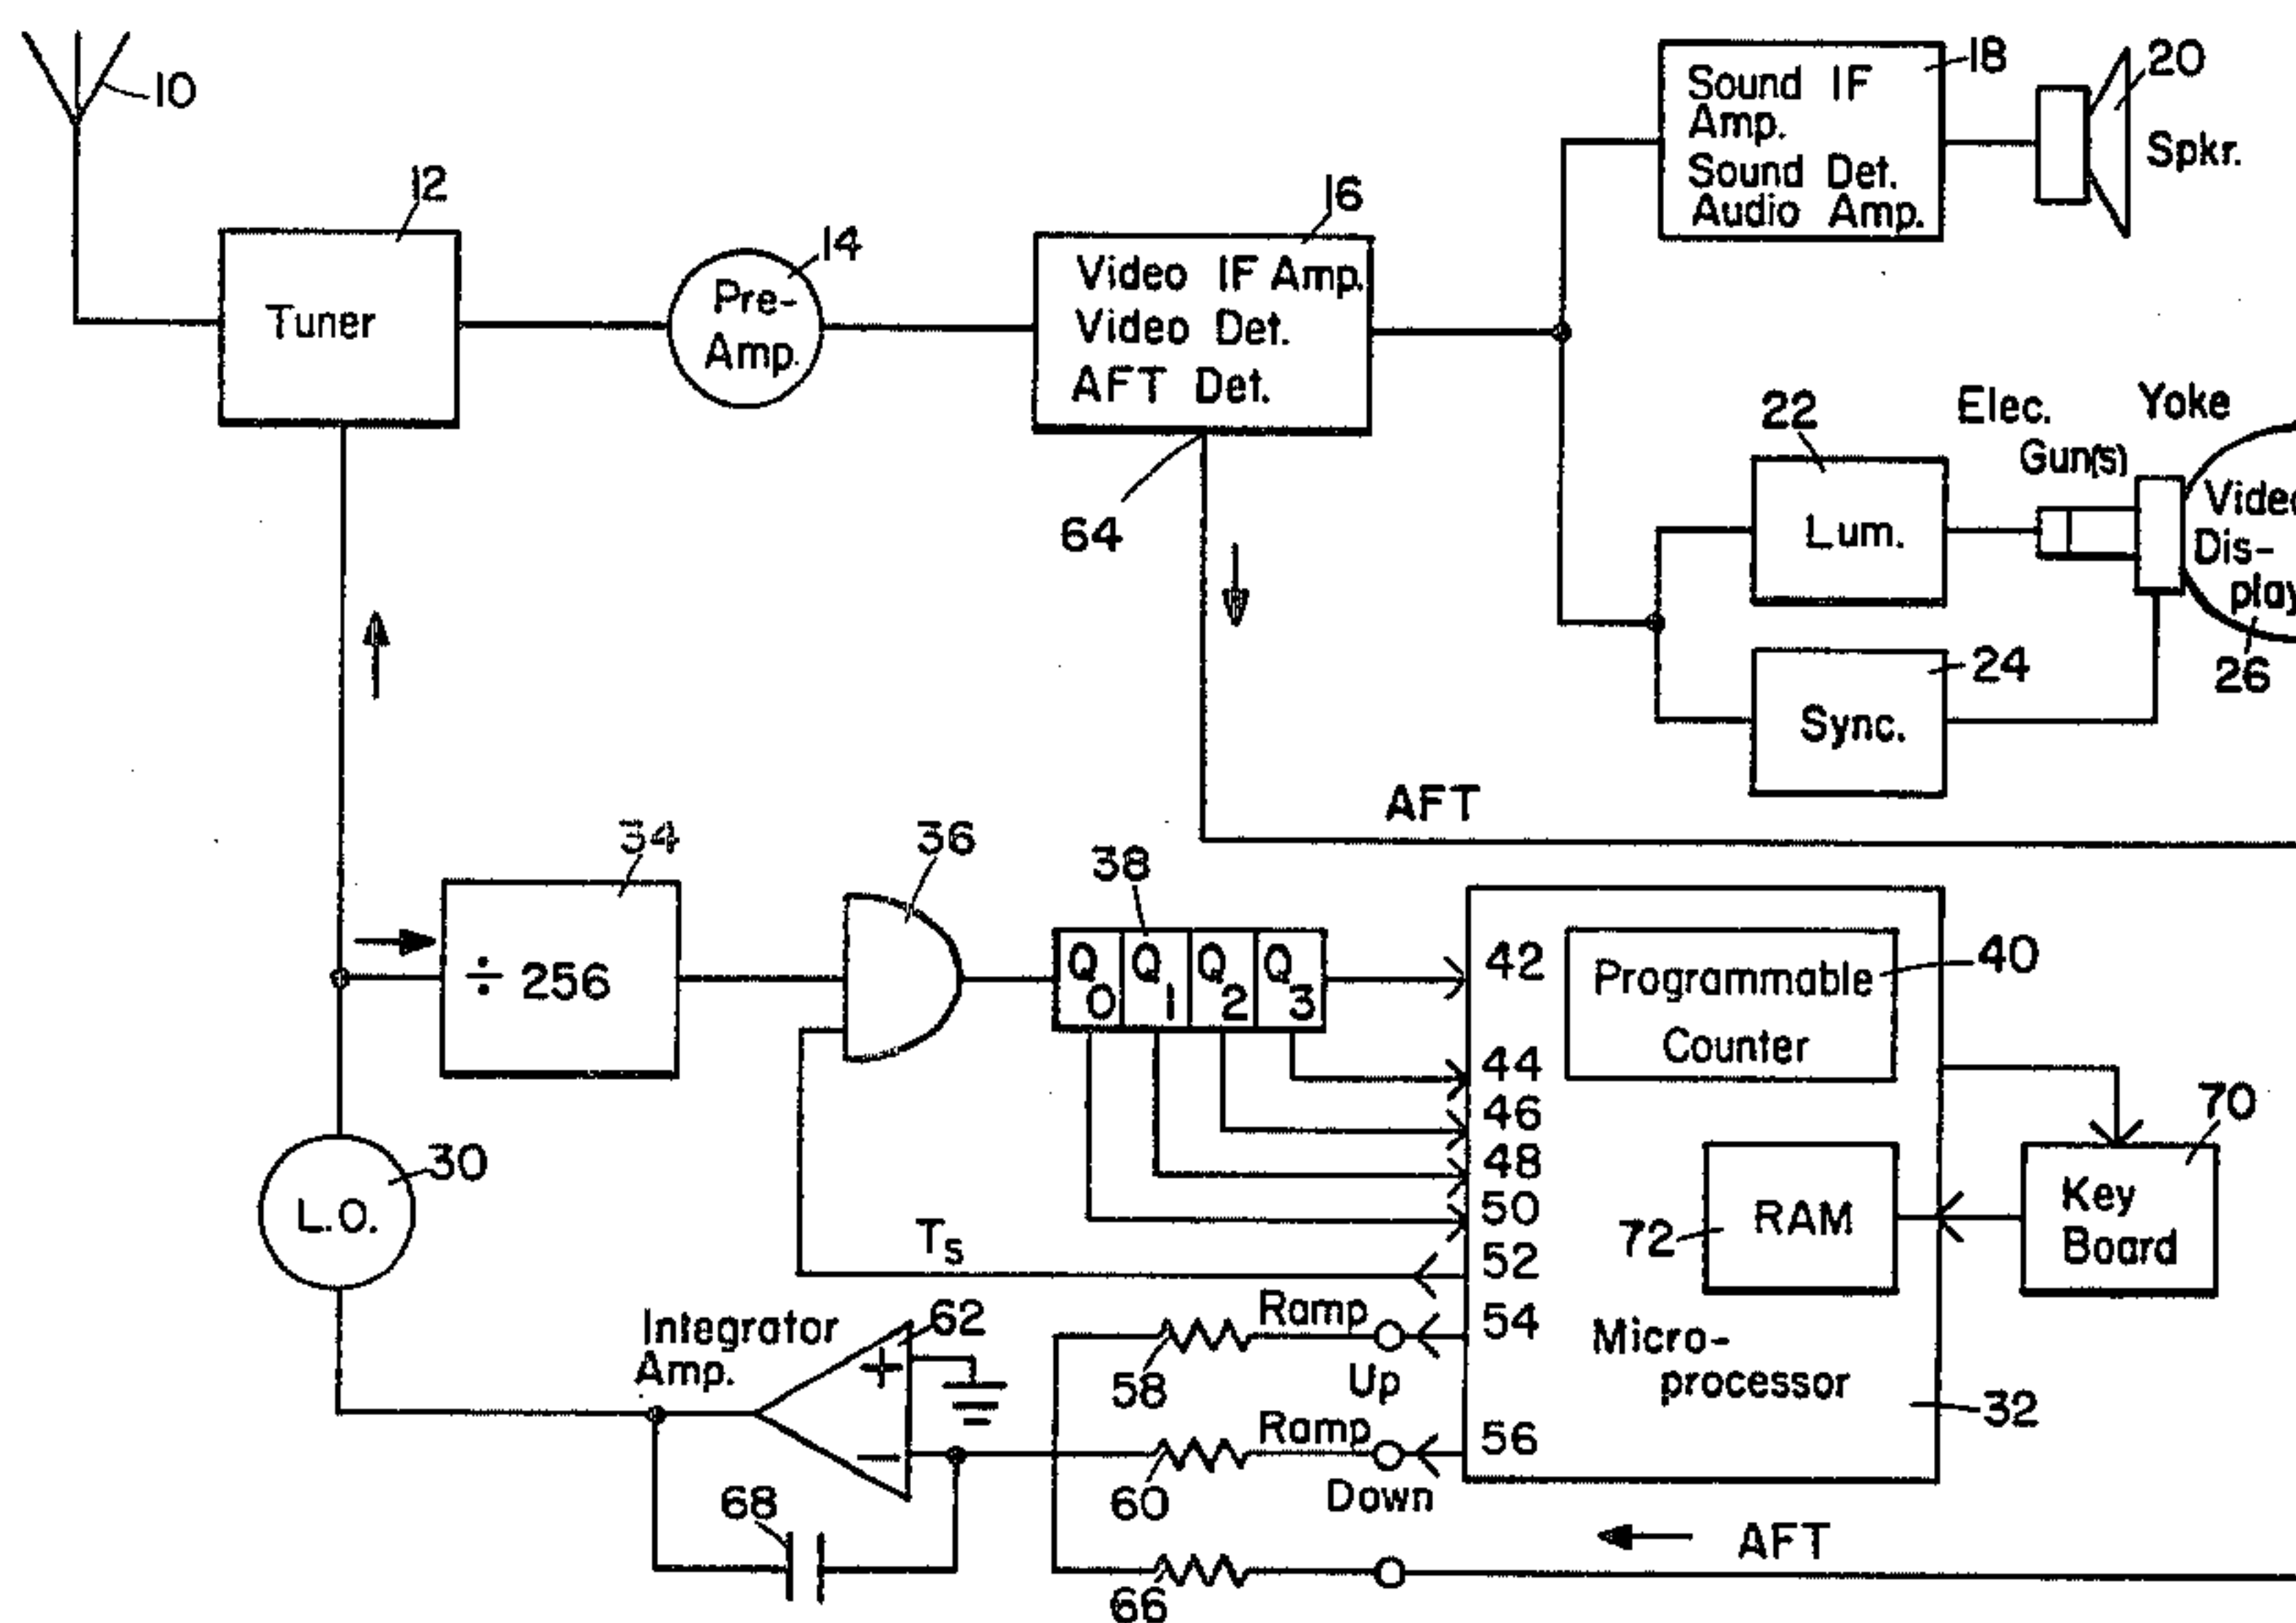 10
12
Tuner
14
Pre-
Amp.
16
Video IF Amp.
Video Det.
AFT Det.
64
18
Sound IF
Amp.
Sound Det.
Audio Amp.
20
Spkr.
22
Lum.
Elec.
Gun(s)
Yoke
Video
Dis-
play
26
24
Sync.
AFT
34
÷ 256
36
38
Q0 Q1 Q2 Q3
42
44
46
48
50
52
54
56
Programmable
Counter
40
RAM
72
70
Key
Board
Micro-
processor
32
30
L.O.
Ts
Integrator
Amp.
62
+
−
68
58
Ramp
Up
60
Ramp
Down
66
AFT